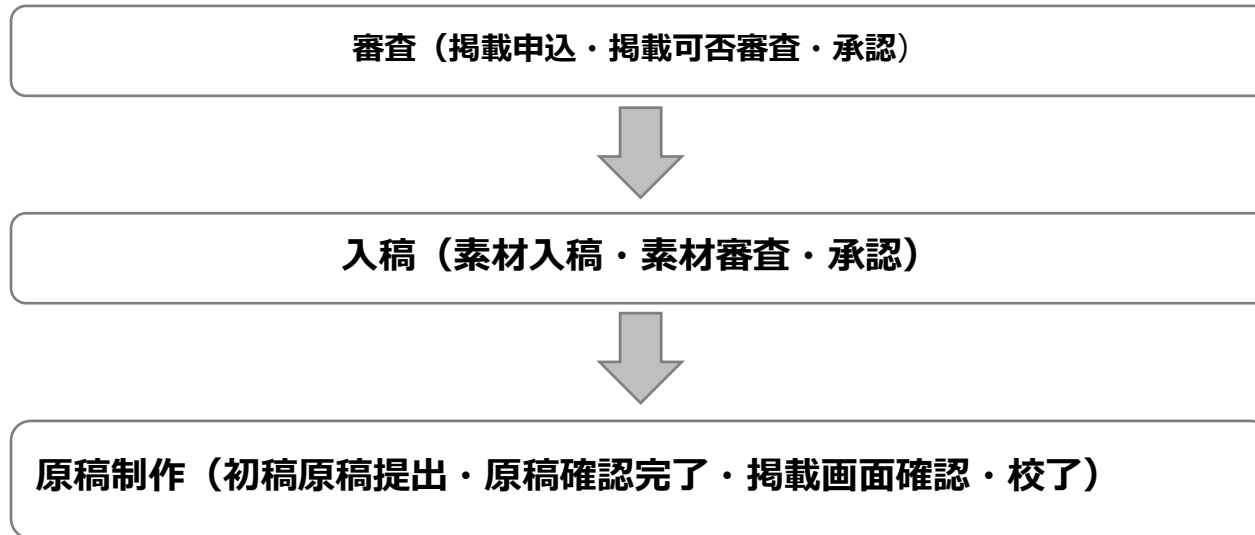 審査（掲載申込・掲載可否審査・承認）
入稿（素材入稿・素材審査・承認）
原稿制作（初稿原稿提出・原稿確認完了・掲載画面確認・校了）